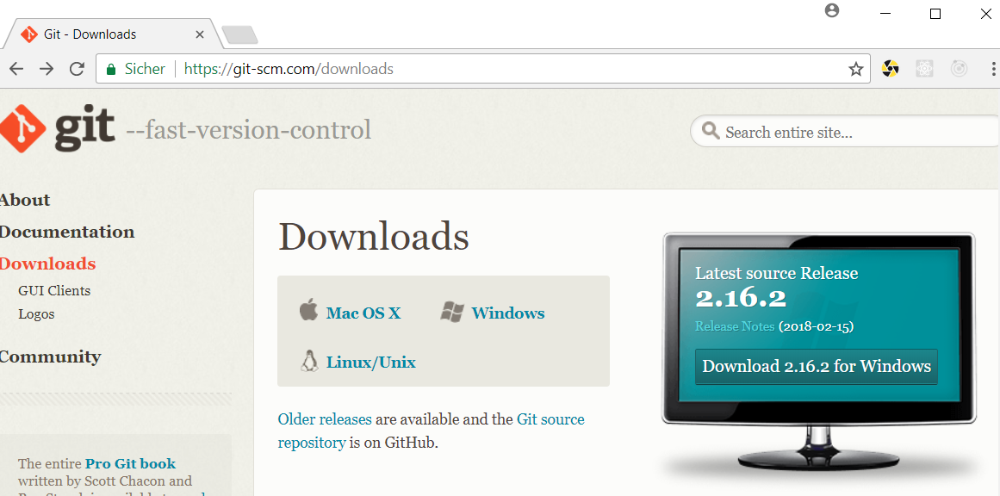 Git - Downloads
Sicher https://git-scm.com/downloads
git --fast-version-control
Search entire site...
About
Documentation
Downloads
GUI Clients
Logos
Community
The entire Pro Git book
written by Scott Chacon and
Downloads
Mac OS X Windows
Linux/Unix
Older releases are available and the Git source
repository is on GitHub.
Latest source Release
2.16.2
Release Notes (2018-02-15)
Download 2.16.2 for Windows